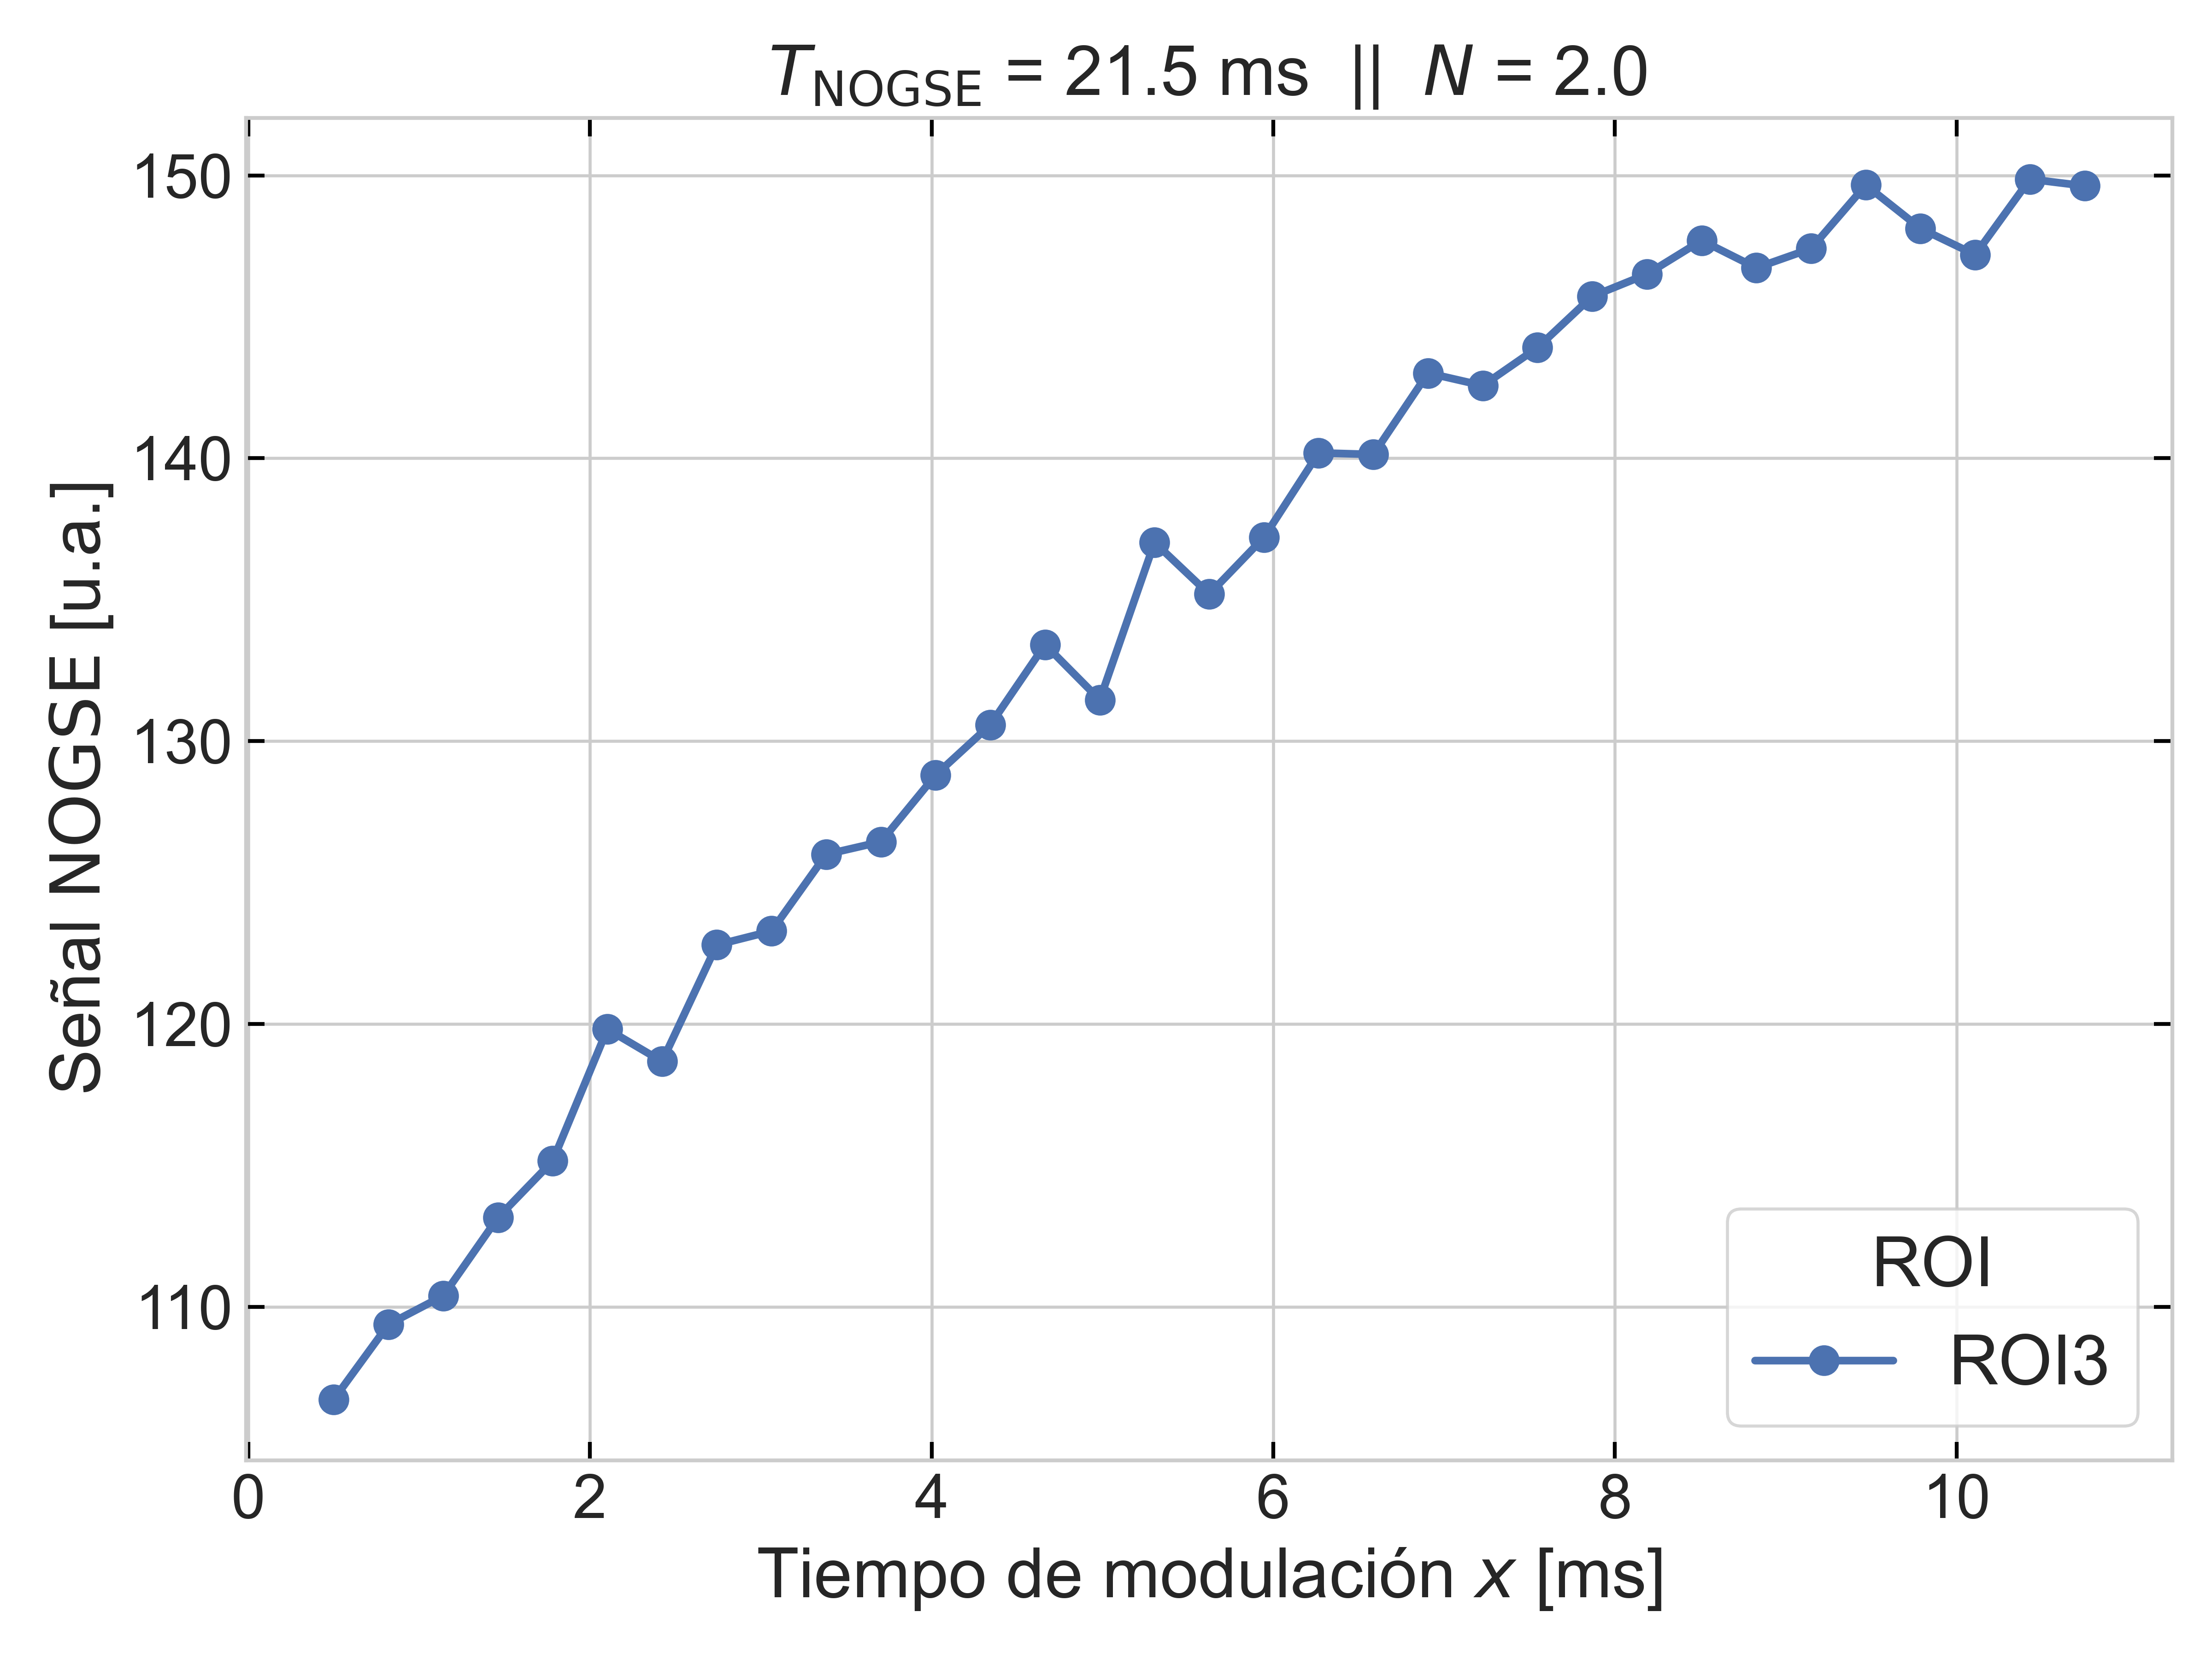 T_NOGSE = 21.5 ms || N = 2.0
Señal NOGSE [u.a.]
150
140
130
120
110
0 2 4 6 8 10
Tiempo de modulación x [ms]
ROI
ROI3